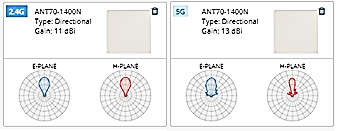 2.4G ANT70-1400N
Type: Directional
Gain: 11 dBi
E-PLANE H-PLANE
5G ANT70-1400N
Type: Directional
Gain: 13 dBi
E-PLANE H-PLANE